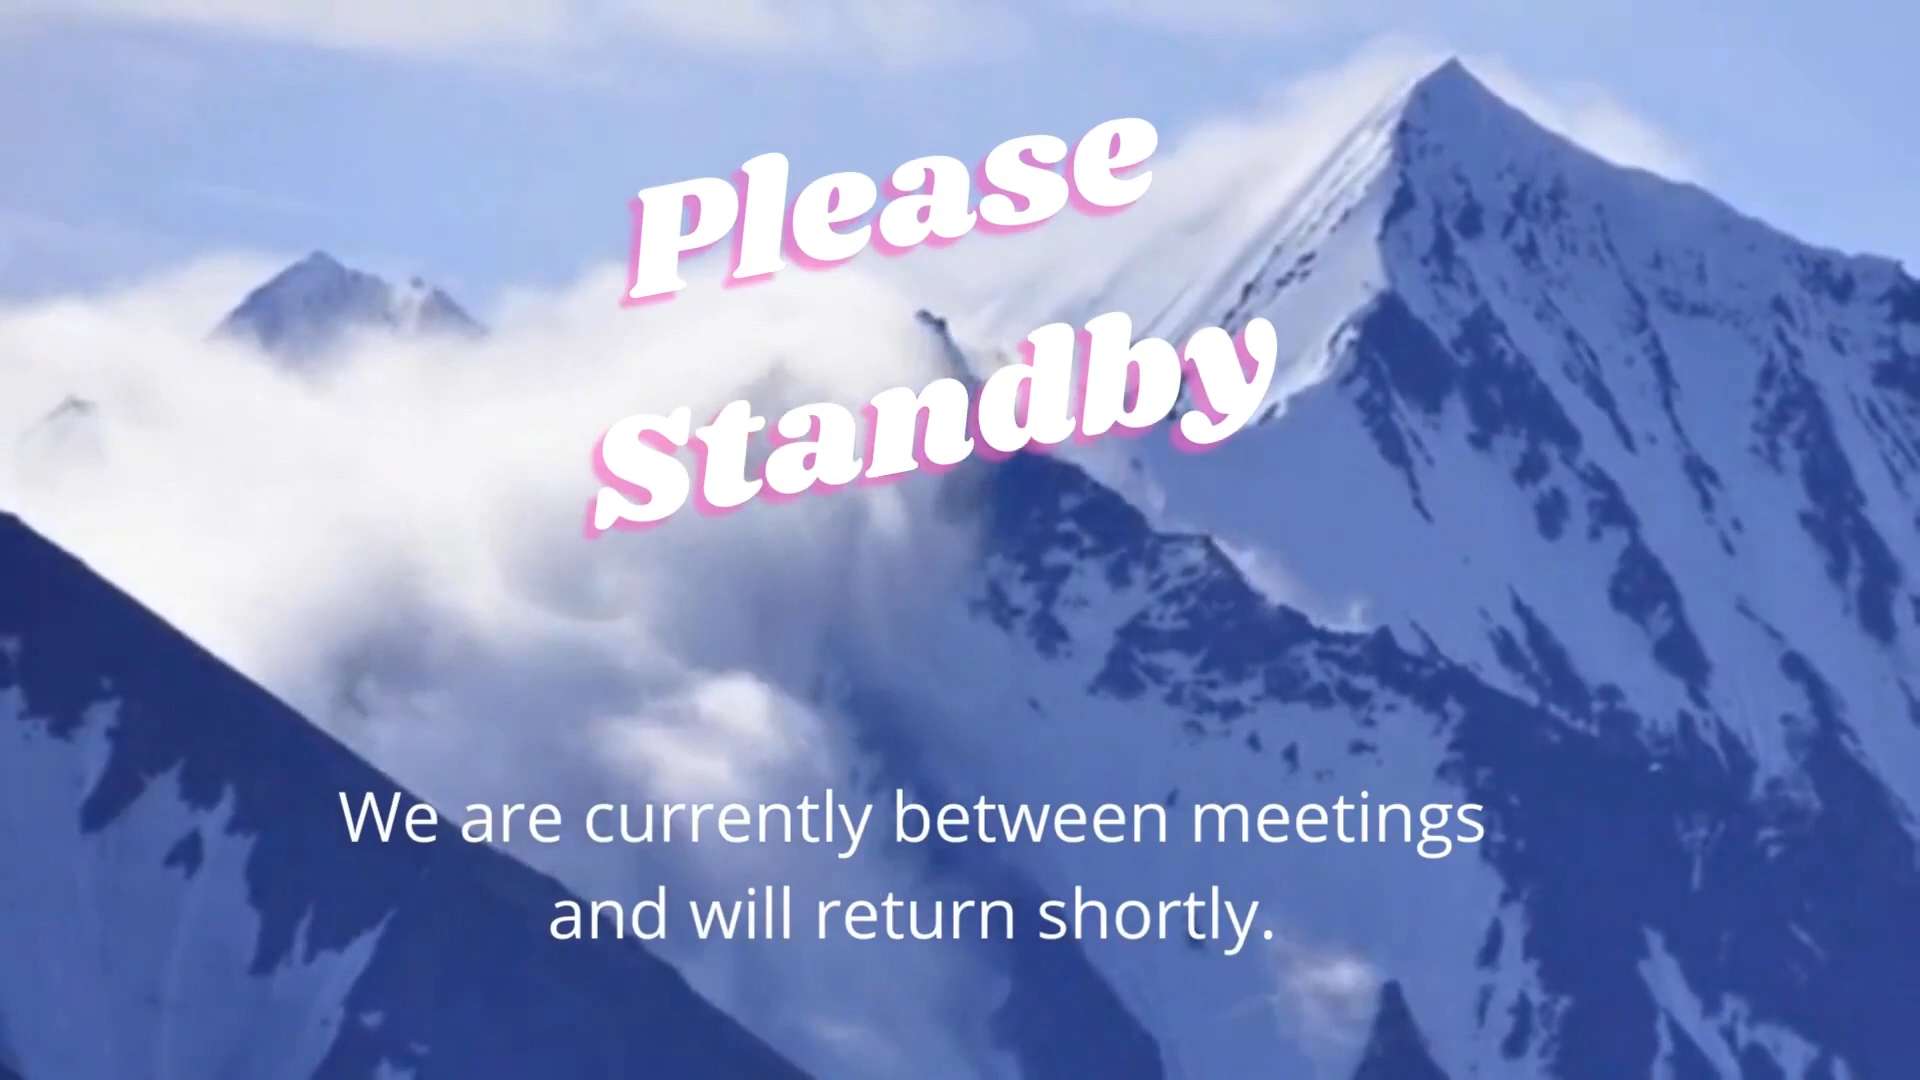 Please
Standby
We are currently between meetings
and will return shortly.